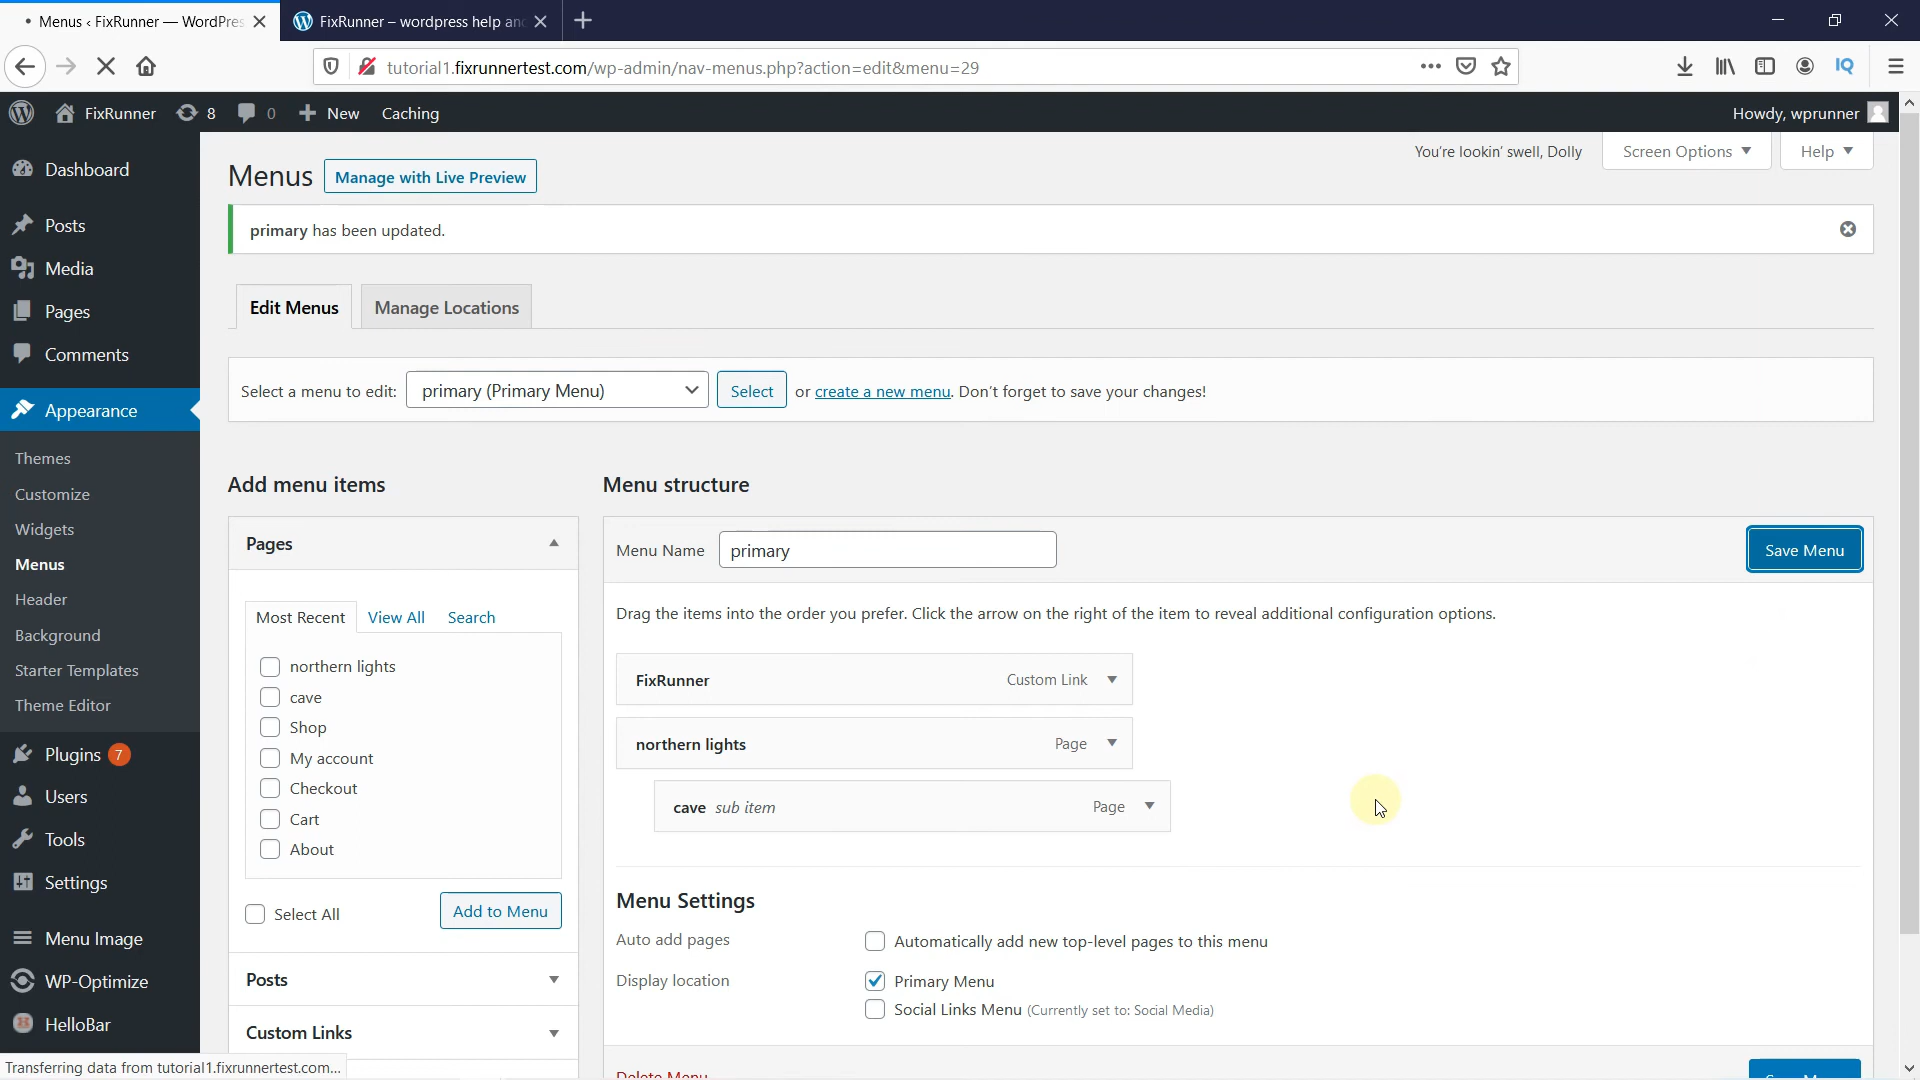 Menus ‹ FixRunner — WordPres
FixRunner – wordpress help and
tutorial1.fixrunnertest.com/wp-admin/nav-menus.php?action=edit&menu=29
IQ
FixRunner
8
0
New
Caching
Howdy, wprunner
Dashboard
Posts
Media
Pages
Comments
Appearance
Themes
Customize
Widgets
Menus
Header
Background
Starter Templates
Theme Editor
Plugins 7
Users
Tools
Settings
Menu Image
WP-Optimize
HelloBar
Transferring data from tutorial1.fixrunnertest.com...
You're lookin' swell, Dolly
Screen Options
Help
Menus
Manage with Live Preview
primary has been updated.
Edit Menus
Manage Locations
Select a menu to edit: primary (Primary Menu) Select or create a new menu. Don't forget to save your changes!
Add menu items
Pages
Most Recent
View All
Search
northern lights
cave
Shop
My account
Checkout
Cart
About
Select All
Add to Menu
Posts
Custom Links
Menu structure
Menu Name primary
Save Menu
Drag the items into the order you prefer. Click the arrow on the right of the item to reveal additional configuration options.
FixRunner Custom Link
northern lights Page
cave sub item Page
Menu Settings
Auto add pages
Automatically add new top-level pages to this menu
Display location
Primary Menu
Social Links Menu (Currently set to: Social Media)
Delete Menu
Save Menu